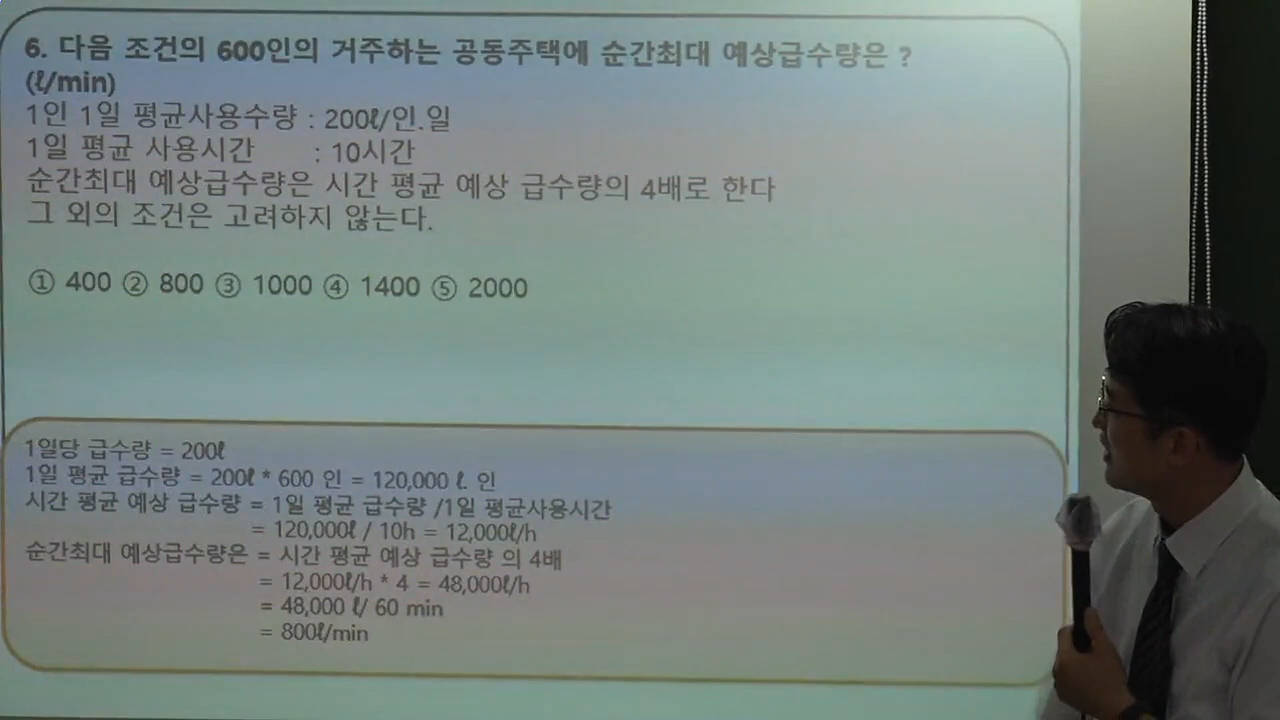 6. 다음 조건의 600인의 거주하는 공동주택에 순간최대 예상급수량은 ?
(ℓ/min)
1인 1일 평균사용수량 : 200ℓ/인.일
1일 평균 사용시간 : 10시간
순간최대 예상급수량은 시간 평균 예상 급수량의 4배로 한다
그 외의 조건은 고려하지 않는다.
① 400 ② 800 ③ 1000 ④ 1400 ⑤ 2000
1일당 급수량 = 200ℓ
1일 평균 급수량 = 200ℓ * 600 인 = 120,000 ℓ. 인
시간 평균 예상 급수량 = 1일 평균 급수량 /1일 평균사용시간
= 120,000ℓ / 10h = 12,000ℓ/h
순간최대 예상급수량은 = 시간 평균 예상 급수량 의 4배
= 12,000ℓ/h * 4 = 48,000ℓ/h
= 48,000 ℓ/ 60 min
= 800ℓ/min